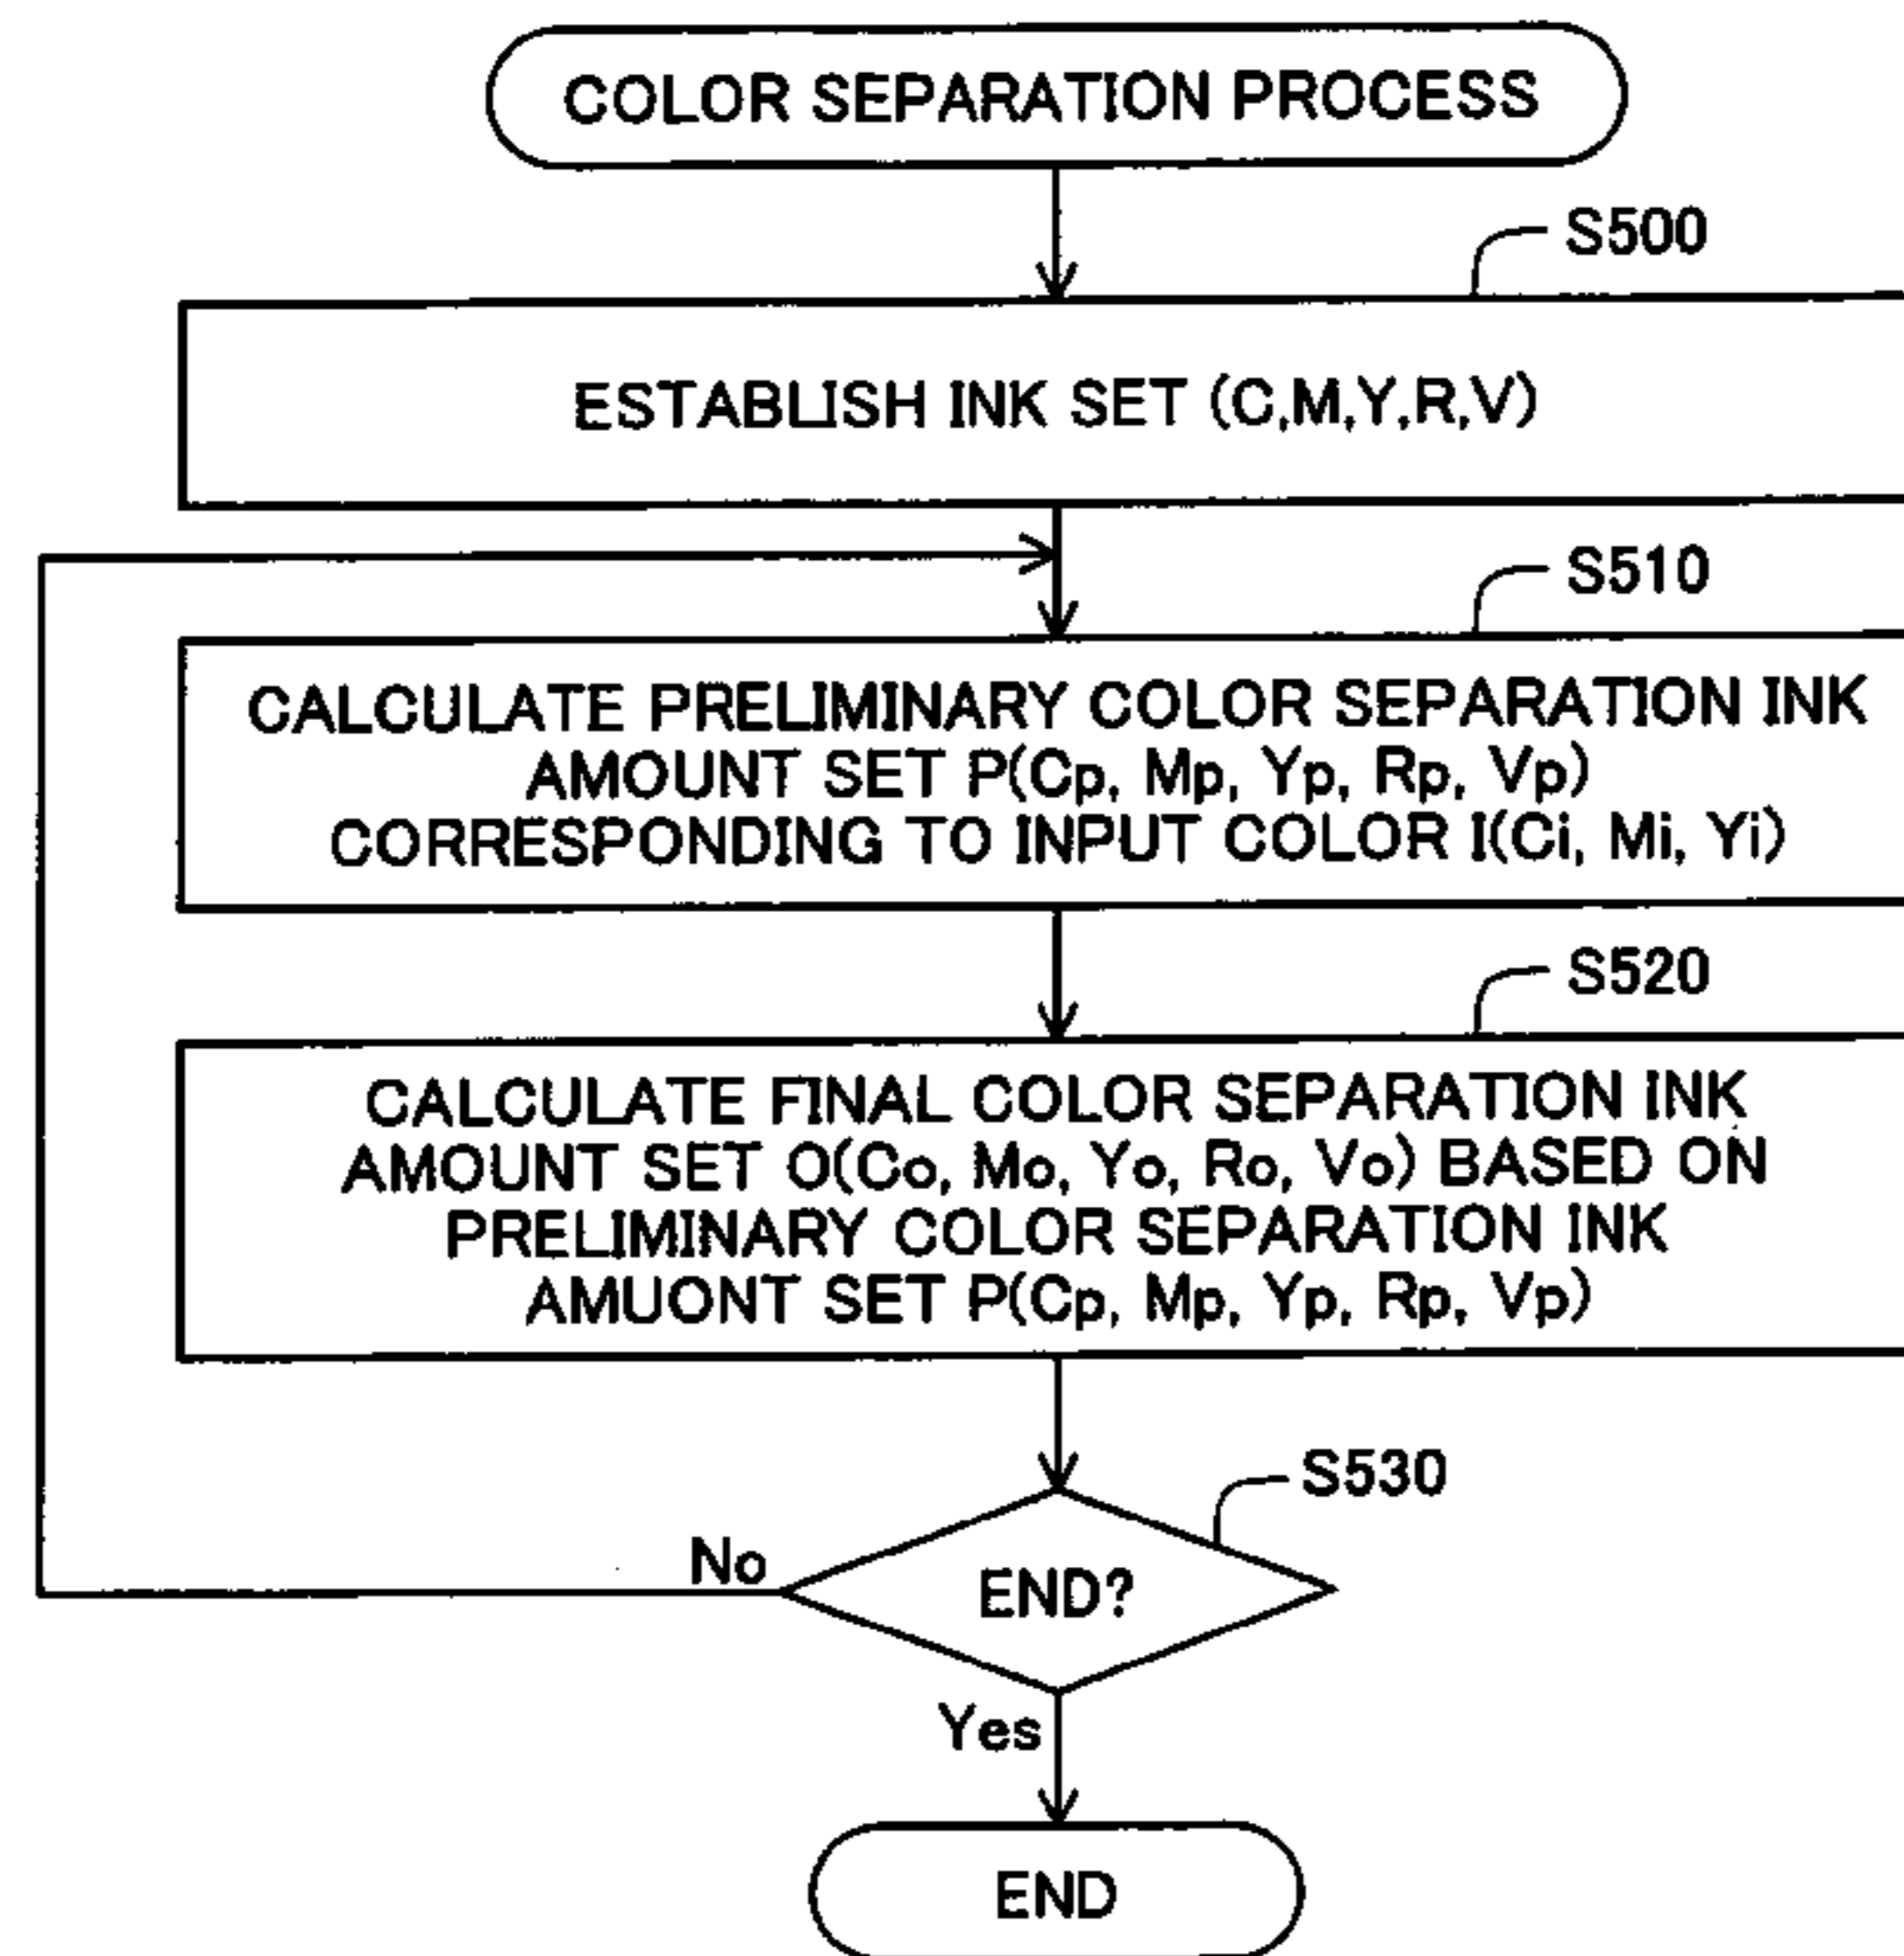 COLOR SEPARATION PROCESS
S500
ESTABLISH INK SET (C,M,Y,R,V)
S510
CALCULATE PRELIMINARY COLOR SEPARATION INK
AMOUNT SET P(Cp, Mp, Yp, Rp, Vp)
CORRESPONDING TO INPUT COLOR I(Ci, Mi, Yi)
S520
CALCULATE FINAL COLOR SEPARATION INK
AMOUNT SET O(Co, Mo, Yo, Ro, Vo) BASED ON
PRELIMINARY COLOR SEPARATION INK
AMUONT SET P(Cp, Mp, Yp, Rp, Vp)
S530
No
END?
Yes
END